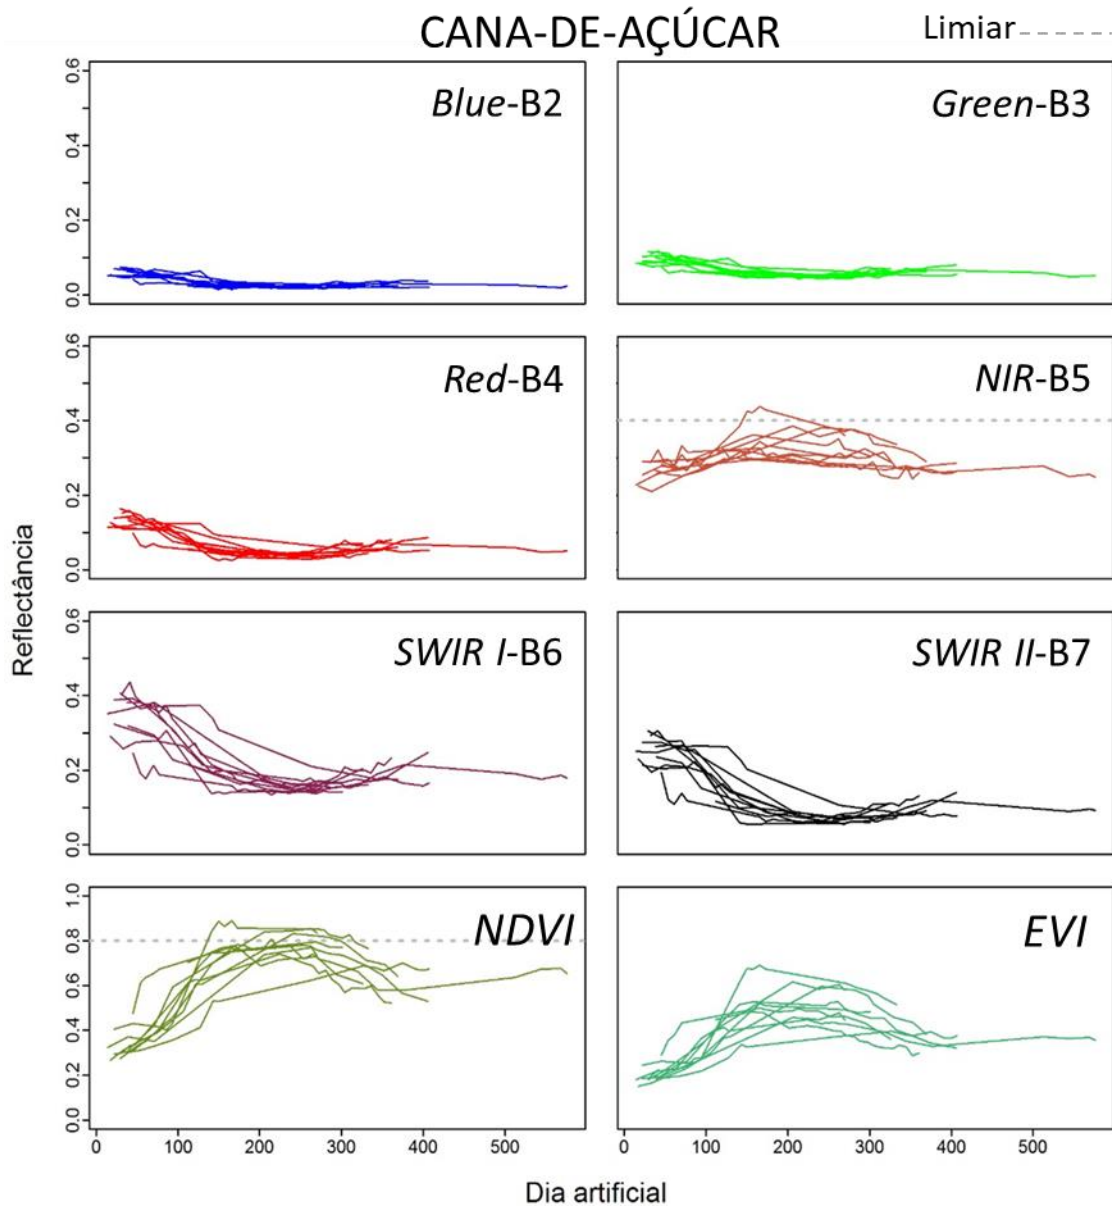 CANA-DE-AÇÚCAR
Limiar
Blue-B2
Green-B3
0.6
0.4
0.2
0.0
Red-B4
NIR-B5
0.6
0.4
0.2
0.0
Reflectância
SWIR I-B6
SWIR II-B7
0.6
0.4
0.2
0.0
NDVI
EVI
1.0
0.8
0.6
0.4
0.2
0.0
0 100 200 300 400 500
0 100 200 300 400 500
Dia artificial